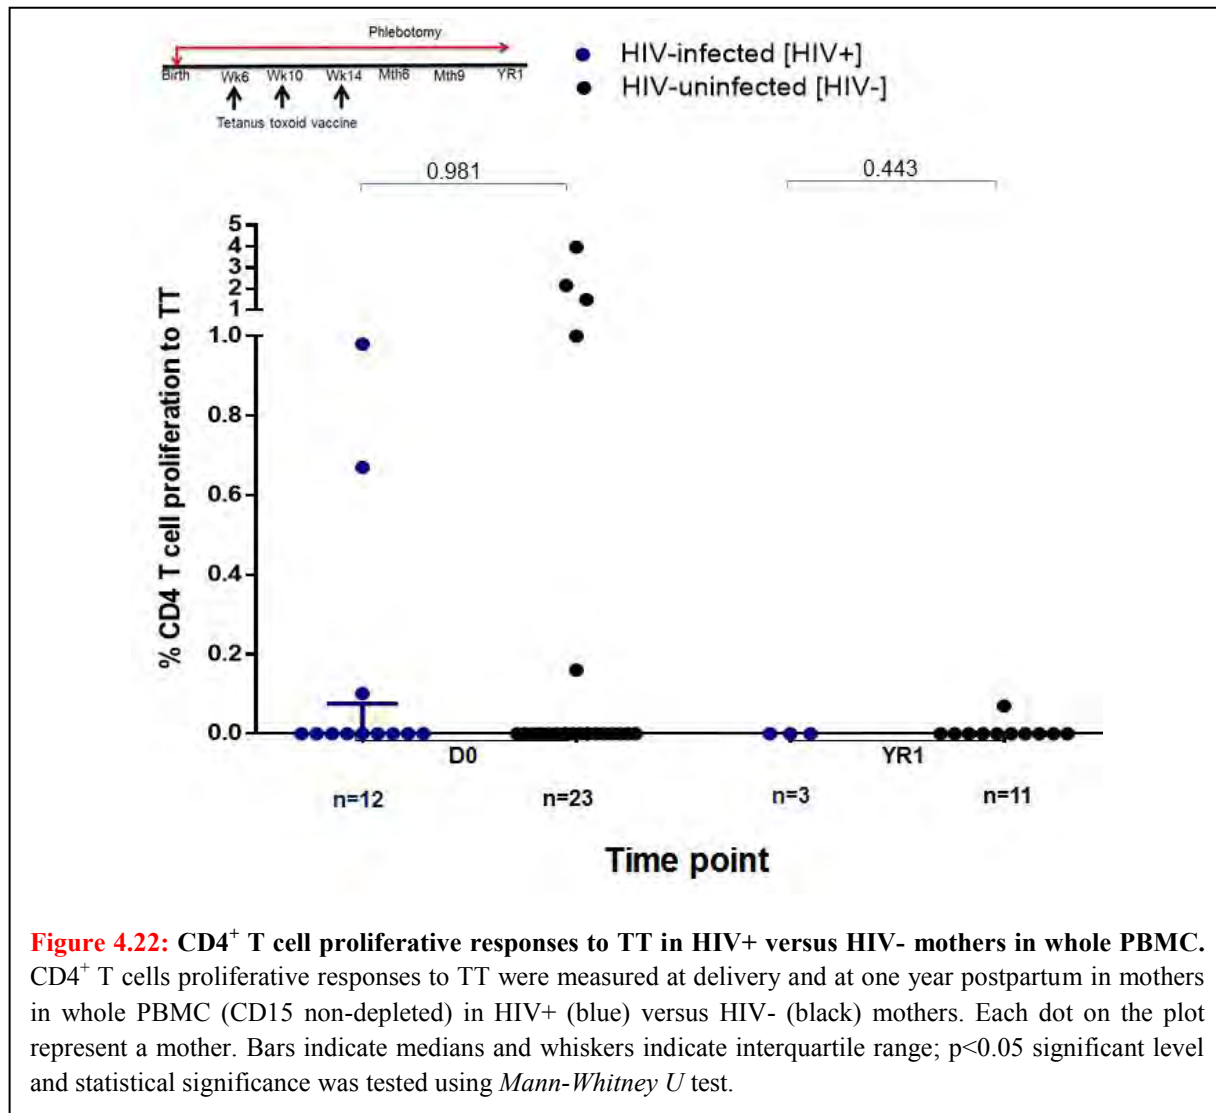 Phlebotomy
Birth Wk6 Wk10 Wk14 Mth6 Mth9 YR1
Tetanus toxoid vaccine
HIV-infected [HIV+]
HIV-uninfected [HIV-]
0.981
0.443
5
4
3
2
1
1.0
0.8
0.6
0.4
0.2
0.0
% CD4 T cell proliferation to TT
D0
YR1
n=12
n=23
n=3
n=11
Time point
Figure 4.22: CD4⁺ T cell proliferative responses to TT in HIV+ versus HIV- mothers in whole PBMC.
CD4⁺ T cells proliferative responses to TT were measured at delivery and at one year postpartum in mothers
in whole PBMC (CD15 non-depleted) in HIV+ (blue) versus HIV- (black) mothers. Each dot on the plot
represent a mother. Bars indicate medians and whiskers indicate interquartile range; p<0.05 significant level
and statistical significance was tested using Mann-Whitney U test.